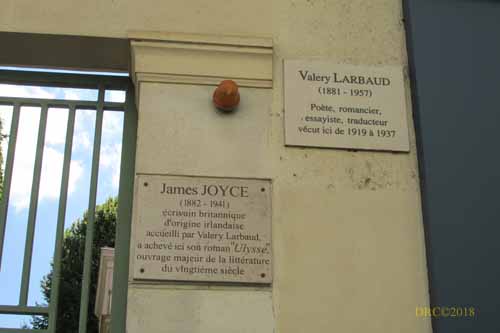 Valery LARBAUD
(1881 - 1957)
Poète, romancier,
essayiste, traducteur
vécut ici de 1919 à 1937
James JOYCE
(1882 - 1941)
écrivain britannique
d'origine irlandaise
accueilli par Valery Larbaud,
a achevé ici son roman "Ulysse",
ouvrage majeur de la littérature
du vingtième siècle
DRC©2018